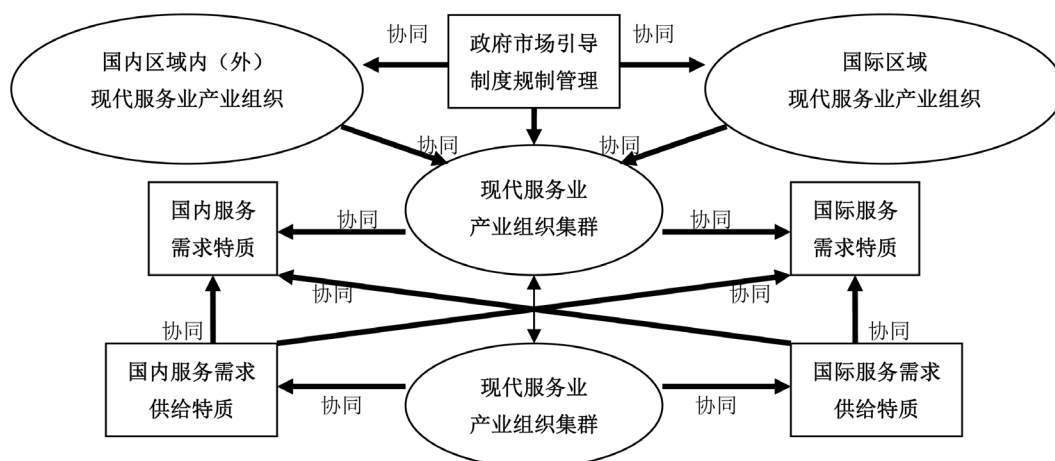 协同
政府市场引导
制度规制管理
协同
国内区域内（外）
现代服务业产业组织
国际区域
现代服务业产业组织
协同
协同
现代服务业
产业组织集群
国内服务
需求特质
协同
协同
国际服务
需求特质
协同
协同
协同
协同
国内服务需求
供给特质
协同
现代服务业
产业组织集群
协同
国际服务需求
供给特质